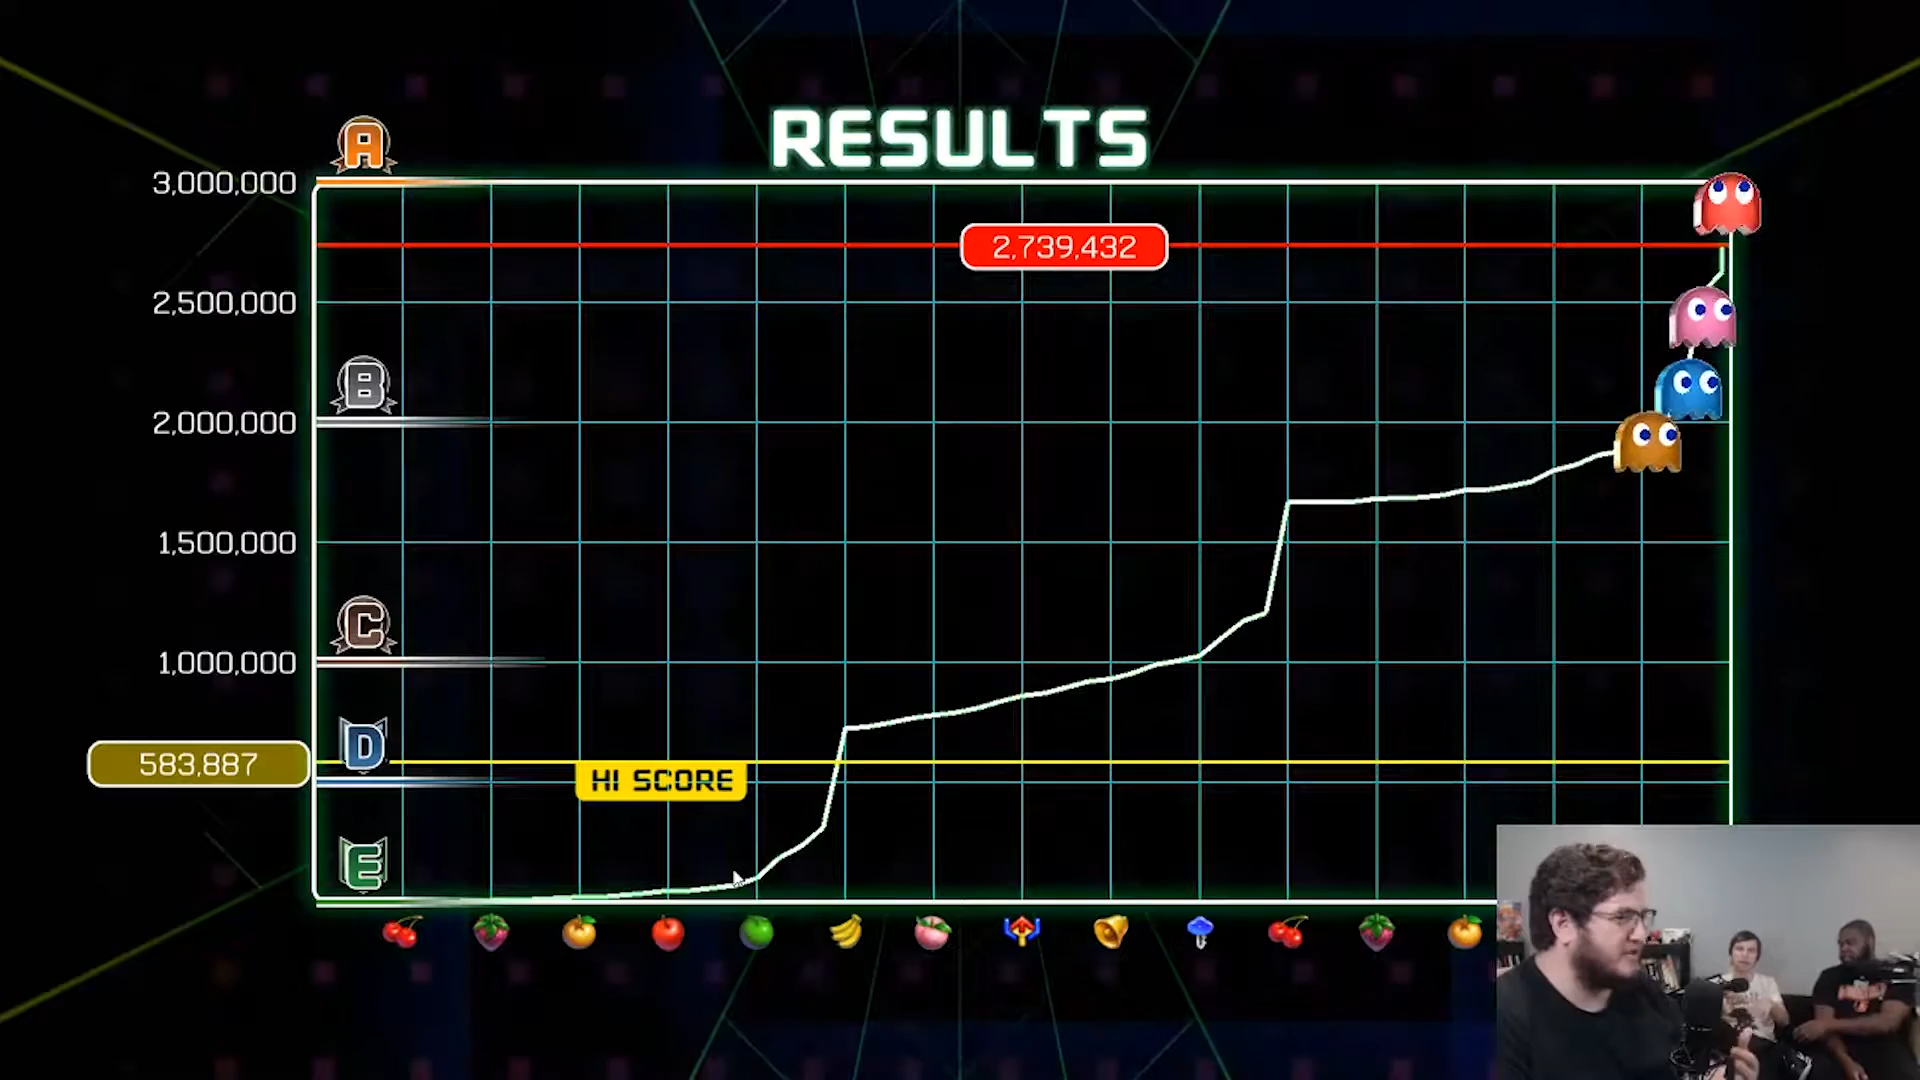 RESULTS
A
3,000,000
2,739,432
2,500,000
B
2,000,000
1,500,000
C
1,000,000
D
583,887
HI SCORE
E